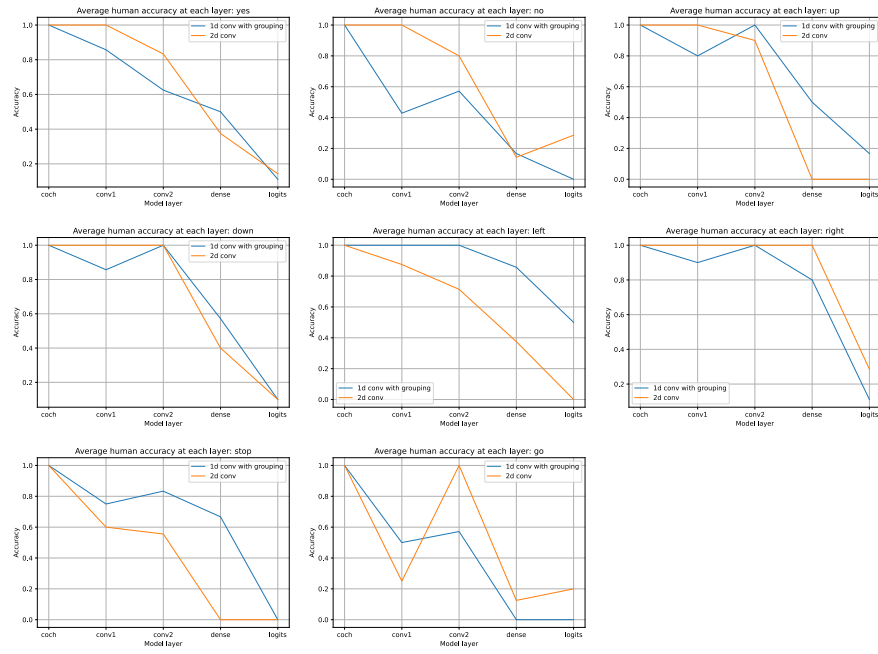 Average human accuracy at each layer: yes
1d conv with grouping
2d conv
1.0
0.8
0.6
0.4
0.2
Accuracy
coch conv1 conv2 dense logits
Model layer
Average human accuracy at each layer: no
1d conv with grouping
2d conv
1.0
0.8
0.6
0.4
0.2
0.0
Accuracy
coch conv1 conv2 dense logits
Model layer
Average human accuracy at each layer: up
1d conv with grouping
2d conv
1.0
0.8
0.6
0.4
0.2
0.0
Accuracy
coch conv1 conv2 dense logits
Model layer
Average human accuracy at each layer: down
1d conv with grouping
2d conv
1.0
0.8
0.6
0.4
0.2
Accuracy
coch conv1 conv2 dense logits
Model layer
Average human accuracy at each layer: left
1.0
0.8
0.6
0.4
0.2
0.0
Accuracy
1d conv with grouping
2d conv
coch conv1 conv2 dense logits
Model layer
Average human accuracy at each layer: right
1.0
0.8
0.6
0.4
0.2
Accuracy
1d conv with grouping
2d conv
coch conv1 conv2 dense logits
Model layer
Average human accuracy at each layer: stop
1d conv with grouping
2d conv
1.0
0.8
0.6
0.4
0.2
0.0
Accuracy
coch conv1 conv2 dense logits
Model layer
Average human accuracy at each layer: go
1d conv with grouping
2d conv
1.0
0.8
0.6
0.4
0.2
0.0
Accuracy
coch conv1 conv2 dense logits
Model layer